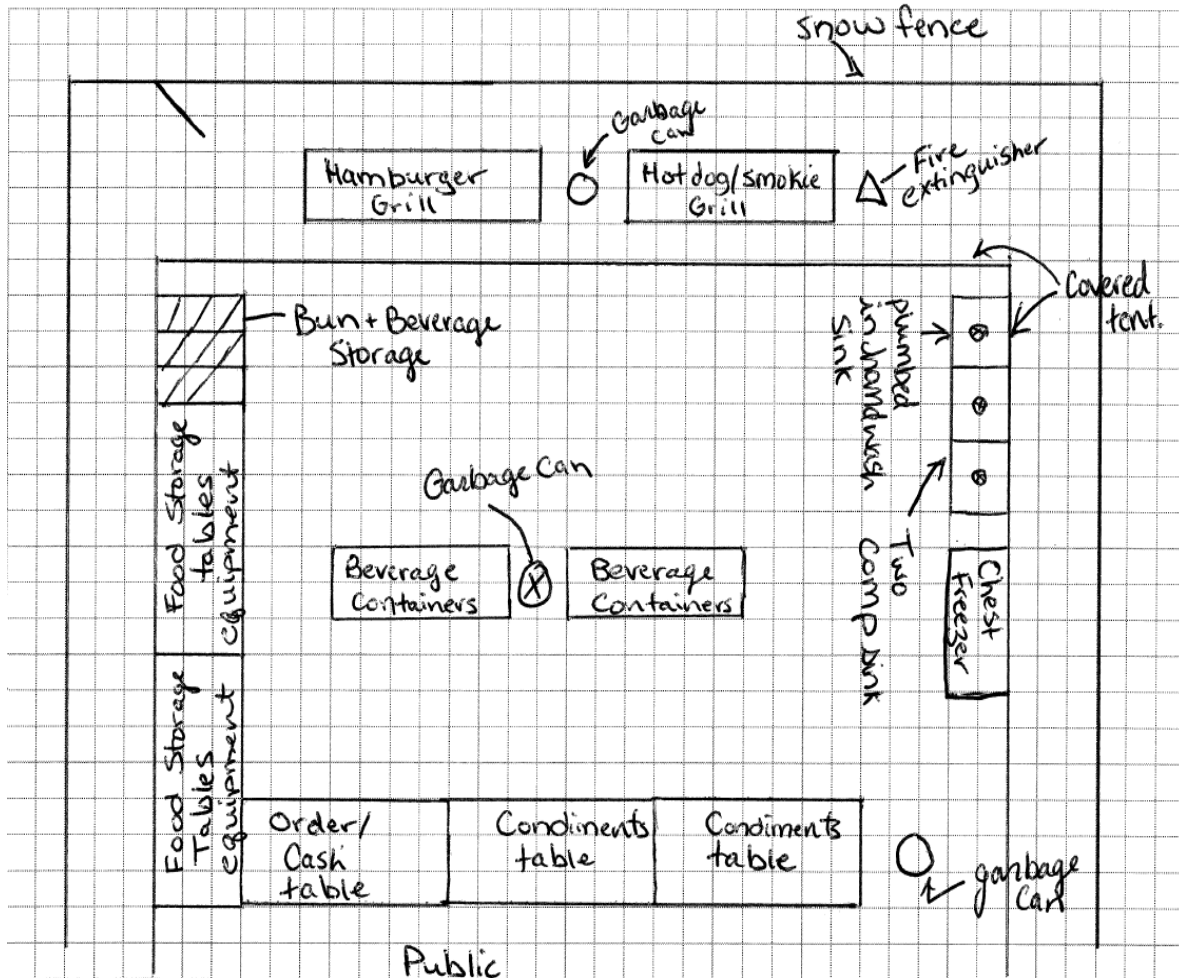 snow fence
Garbage
can
Hamburger
Grill
Hotdog/smokie
Grill
Fire
extinguisher
Covered
tent.
Bun + Beverage
Storage
plumbed
in handwash
Sink
Food Storage
tables
equipment
Garbage Can
Two
Comp sink
Beverage
Containers
Beverage
Containers
Chest
Freezer
Food Storage
Tables
equipment
Order/
Cash
table
Condinents
table
Condiments
table
garbage
Can
Public